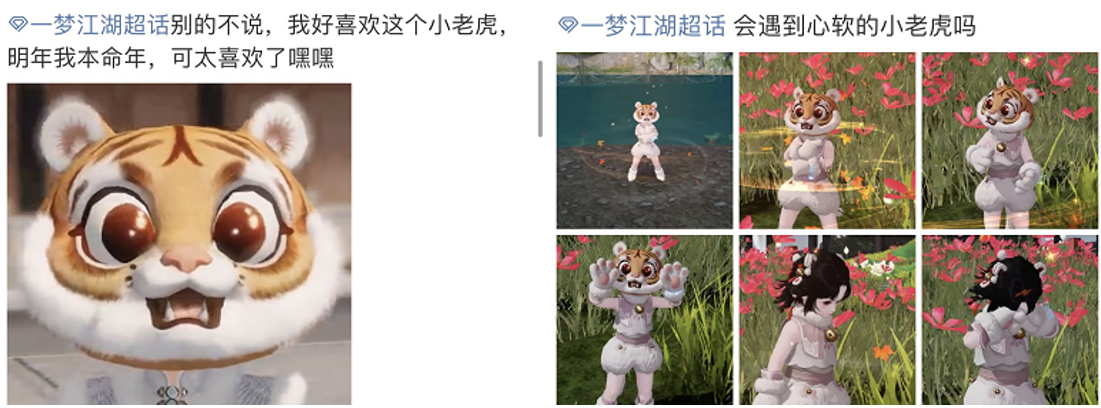 一梦江湖超话别的不说，我好喜欢这个小老虎，
明年我本命年，可太喜欢了嘿嘿
一梦江湖超话 会遇到心软的小老虎吗